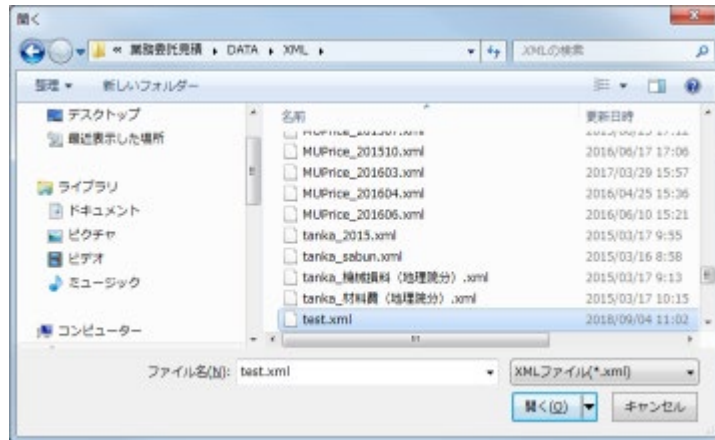 開く
« 業務委託見積 ▸ DATA ▸ XML ▸
XMLの検索
整理 ▾ 新しいフォルダー
デスクトップ
最近表示した場所
ライブラリ
ドキュメント
ピクチャ
ビデオ
ミュージック
コンピューター
名前 更新日時
MUPrice_201510.xml 2016/06/17 17:06
MUPrice_201603.xml 2017/03/29 15:57
MUPrice_201604.xml 2016/04/25 15:36
MUPrice_201606.xml 2016/06/10 15:21
tanka_2015.xml 2015/03/17 9:55
tanka_sabun.xml 2015/03/16 8:58
tanka_機械損料（地理院分）.xml 2015/03/17 9:13
tanka_材料費（地理院分）.xml 2015/03/17 10:15
test.xml 2018/09/04 11:02
ファイル名(N): test.xml
XMLファイル(*.xml)
開く(O) キャンセル